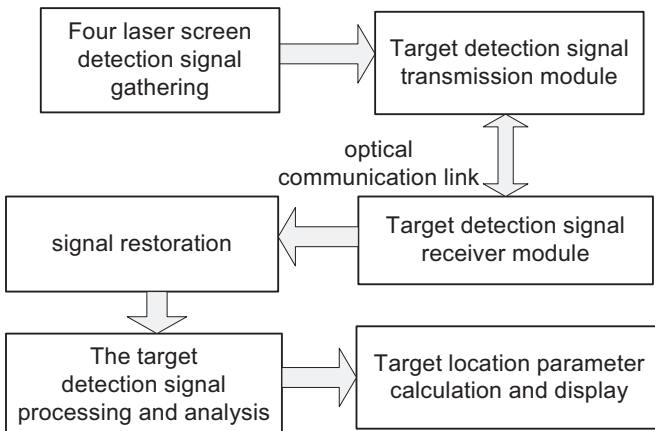 Four laser screen
detection signal
gathering
Target detection signal
transmission module
optical
communication link
signal restoration
Target detection signal
receiver module
The target
detection signal
processing and analysis
Target location parameter
calculation and display